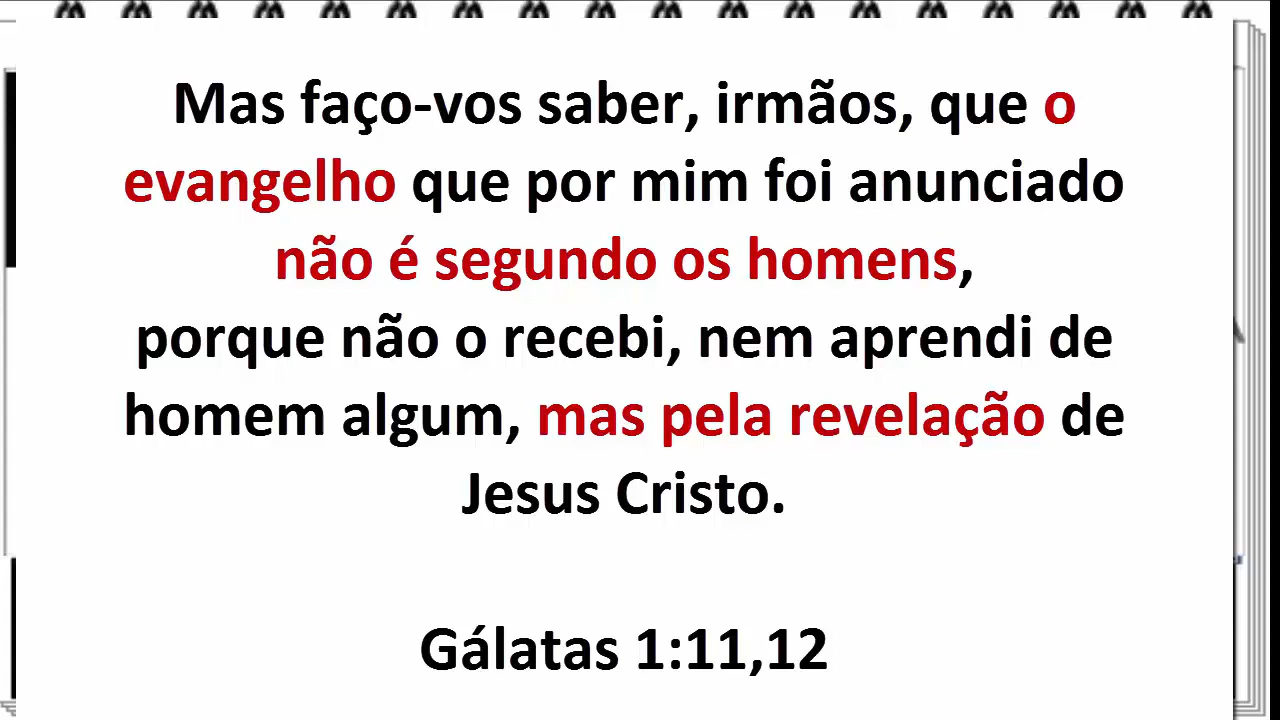 Mas faço-vos saber, irmãos, que o
evangelho que por mim foi anunciado
não é segundo os homens,
porque não o recebi, nem aprendi de
homem algum, mas pela revelação de
Jesus Cristo.
Gálatas 1:11,12